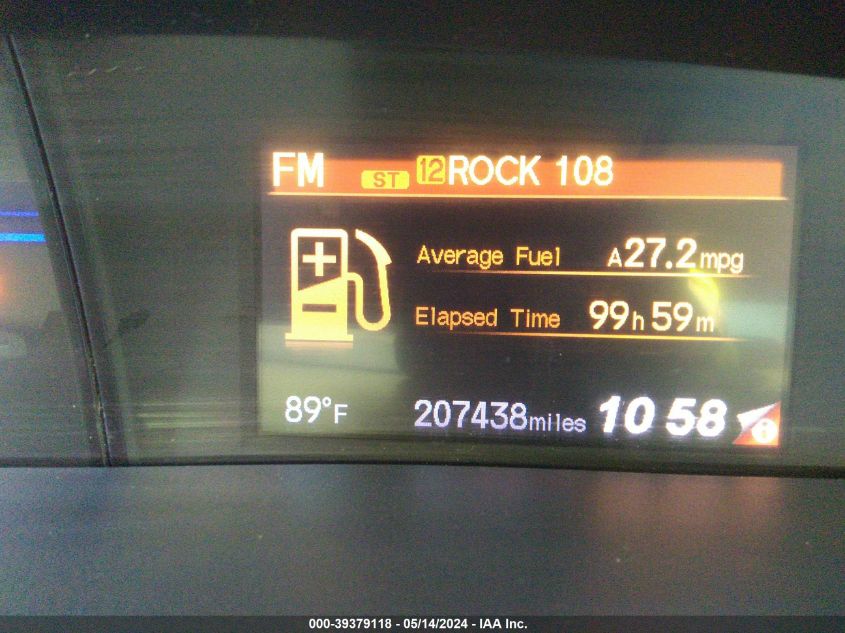 FM ST 12 ROCK 108
Average Fuel A27.2mpg
Elapsed Time 99h59m
89°F 207438miles 10 58 i
000-39379118 - 05/14/2024 - IAA Inc.